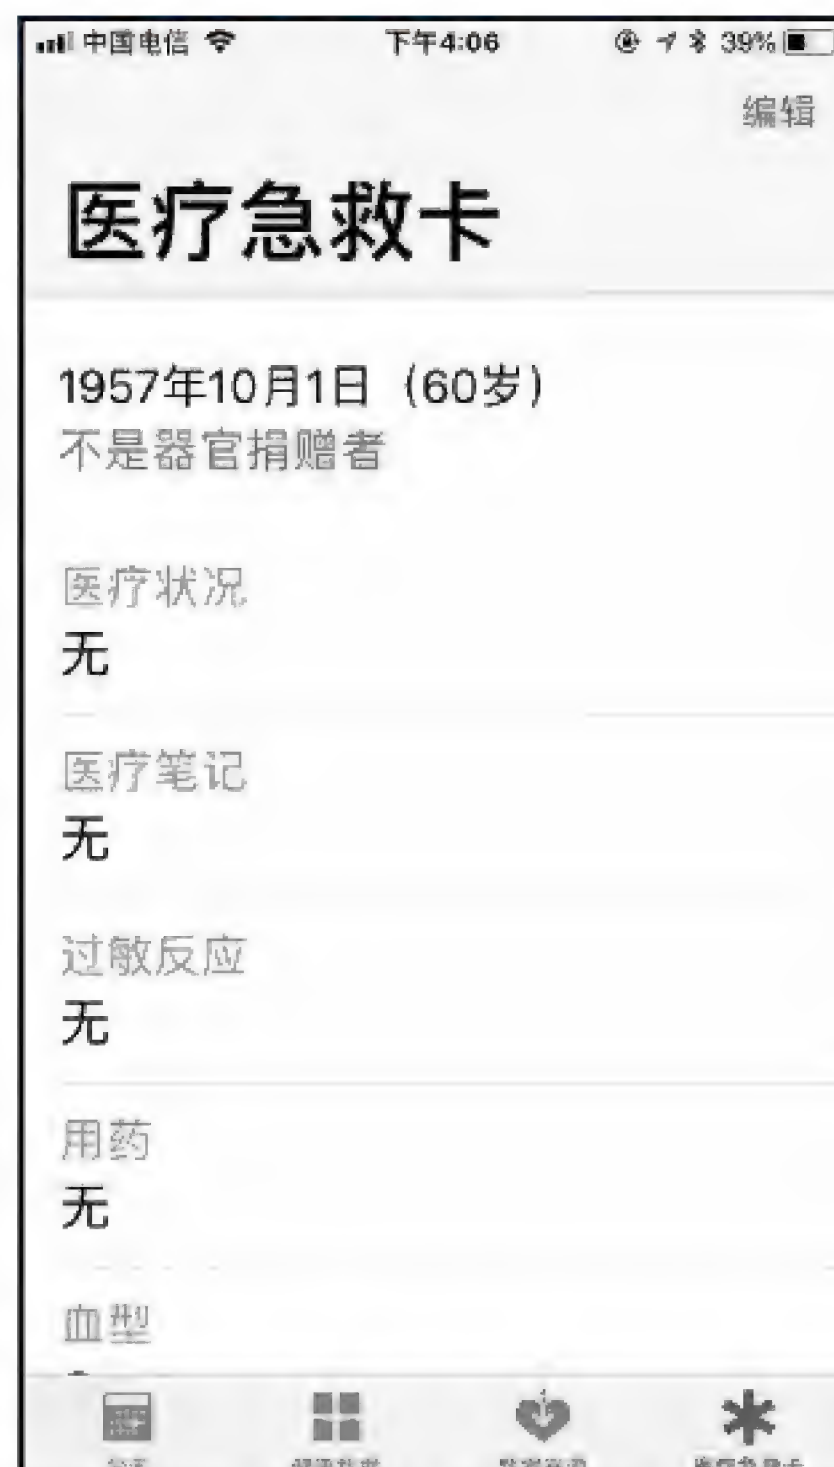 中国电信 下午4:06 39%
编辑
医疗急救卡
1957年10月1日（60岁）
不是器官捐赠者
医疗状况
无
医疗笔记
无
过敏反应
无
用药
无
血型